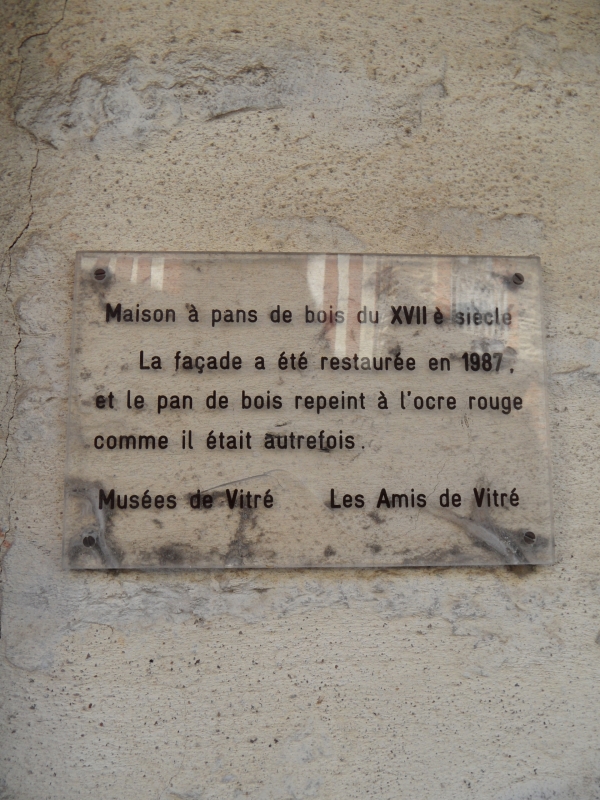 Maison à pans de bois du XVII è siècle
La façade a été restaurée en 1987,
et le pan de bois repeint à l'ocre rouge
comme il était autrefois.
Musées de Vitré Les Amis de Vitré